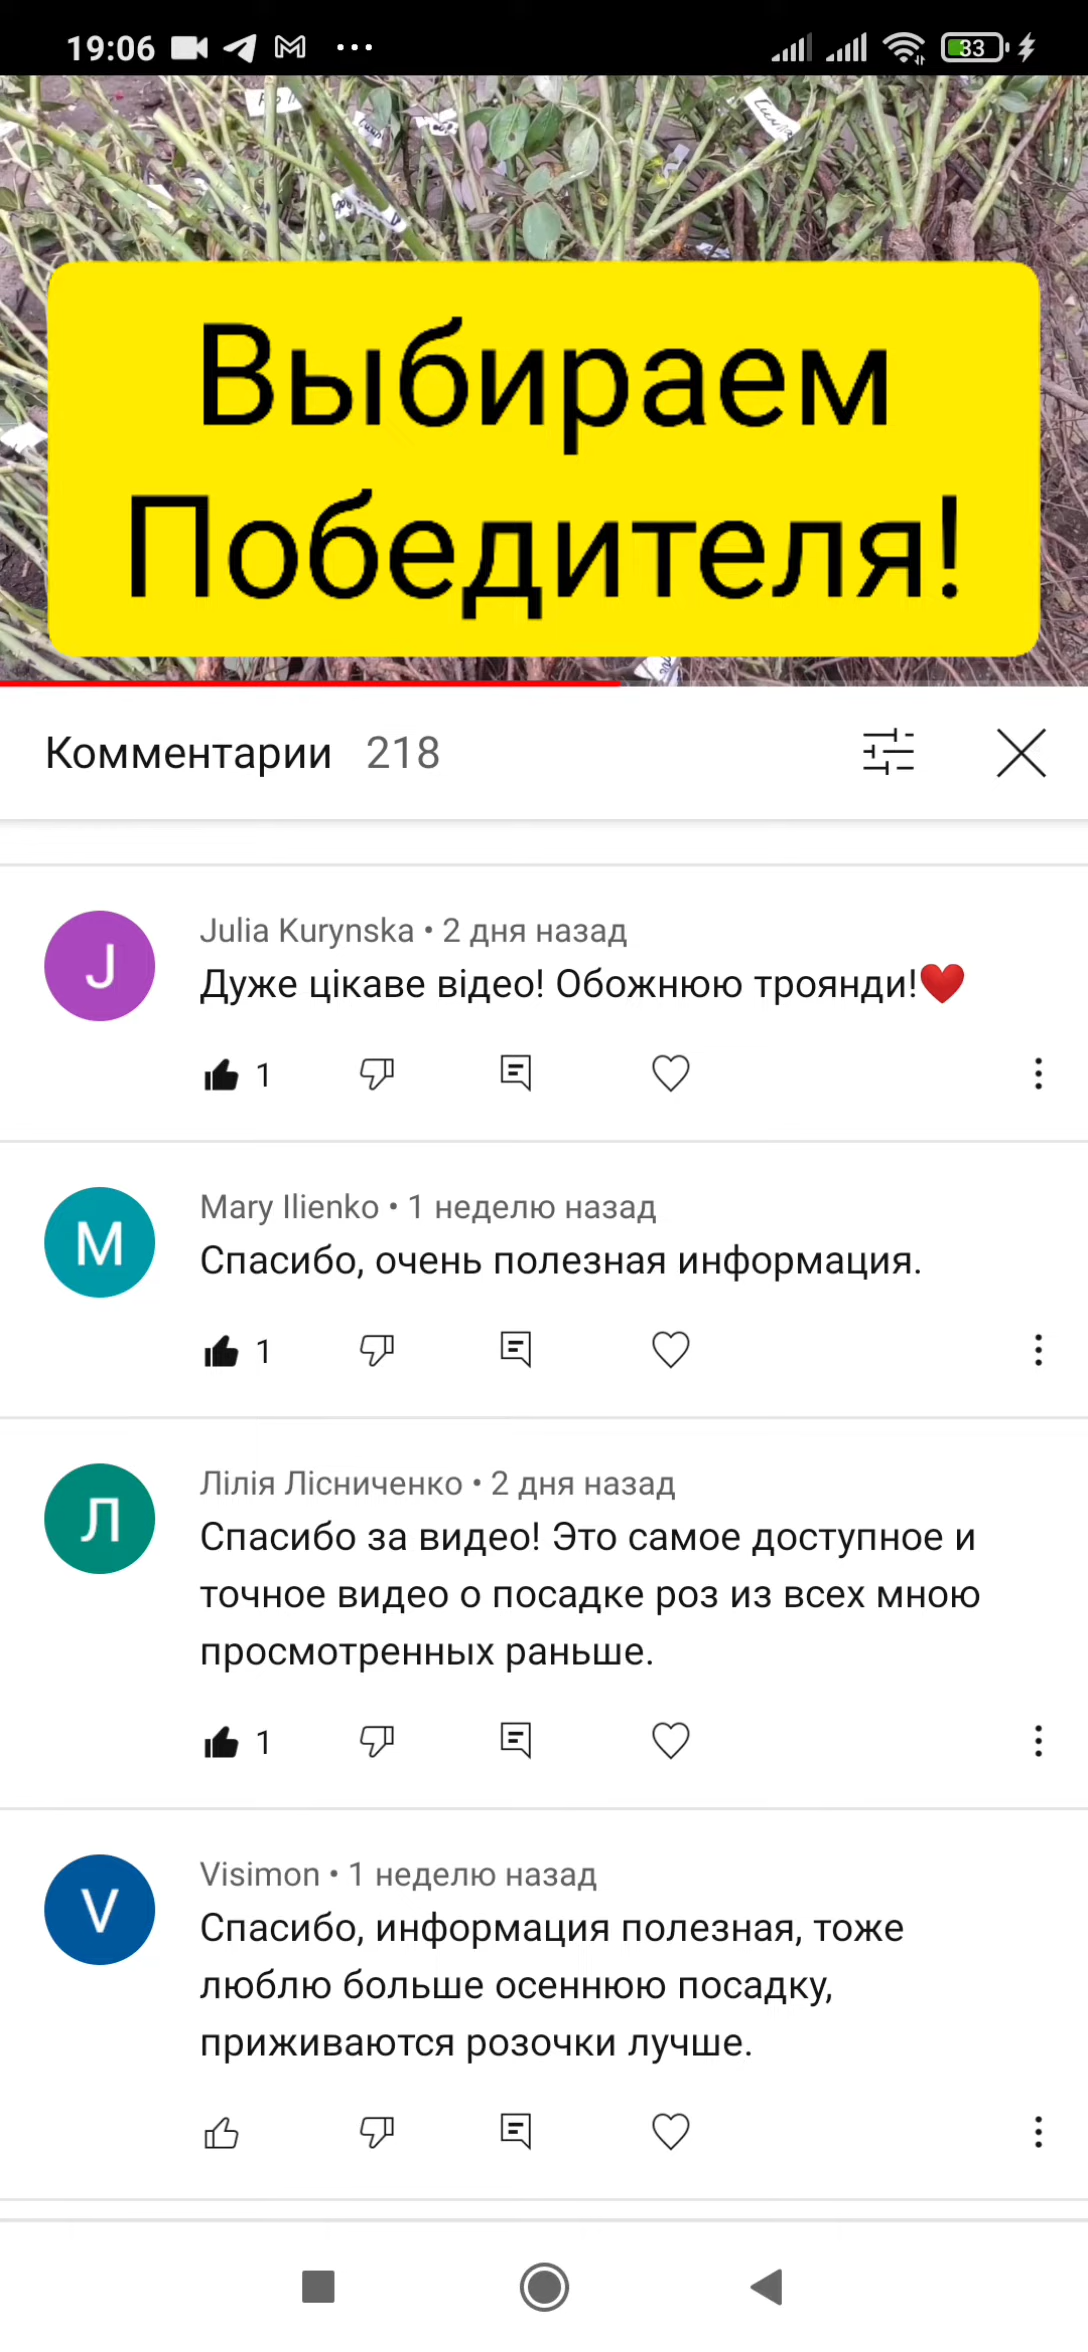 19:06
33
Выбираем
Победителя!
Комментарии 218
J
Julia Kurynska • 2 дня назад
Дуже цікаве відео! Обожнюю троянди!❤️
1
M
Mary Ilienko • 1 неделю назад
Спасибо, очень полезная информация.
1
Л
Лілія Лісниченко • 2 дня назад
Спасибо за видео! Это самое доступное и
точное видео о посадке роз из всех мною
просмотренных раньше.
1
V
Visimon • 1 неделю назад
Спасибо, информация полезная, тоже
люблю больше осеннюю посадку,
приживаются розочки лучше.